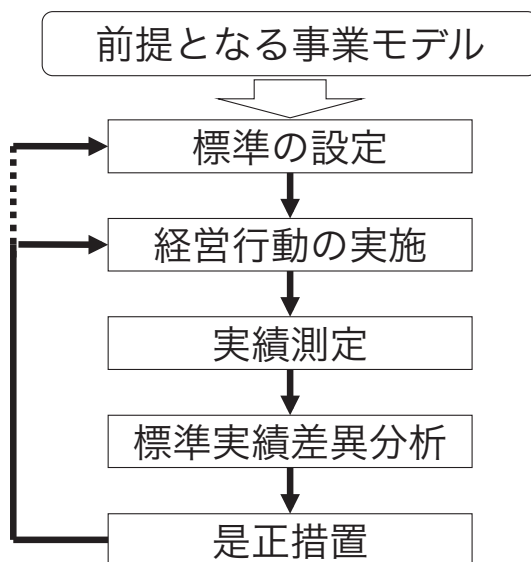 前提となる事業モデル
標準の設定
経営行動の実施
実績測定
標準実績差異分析
是正措置